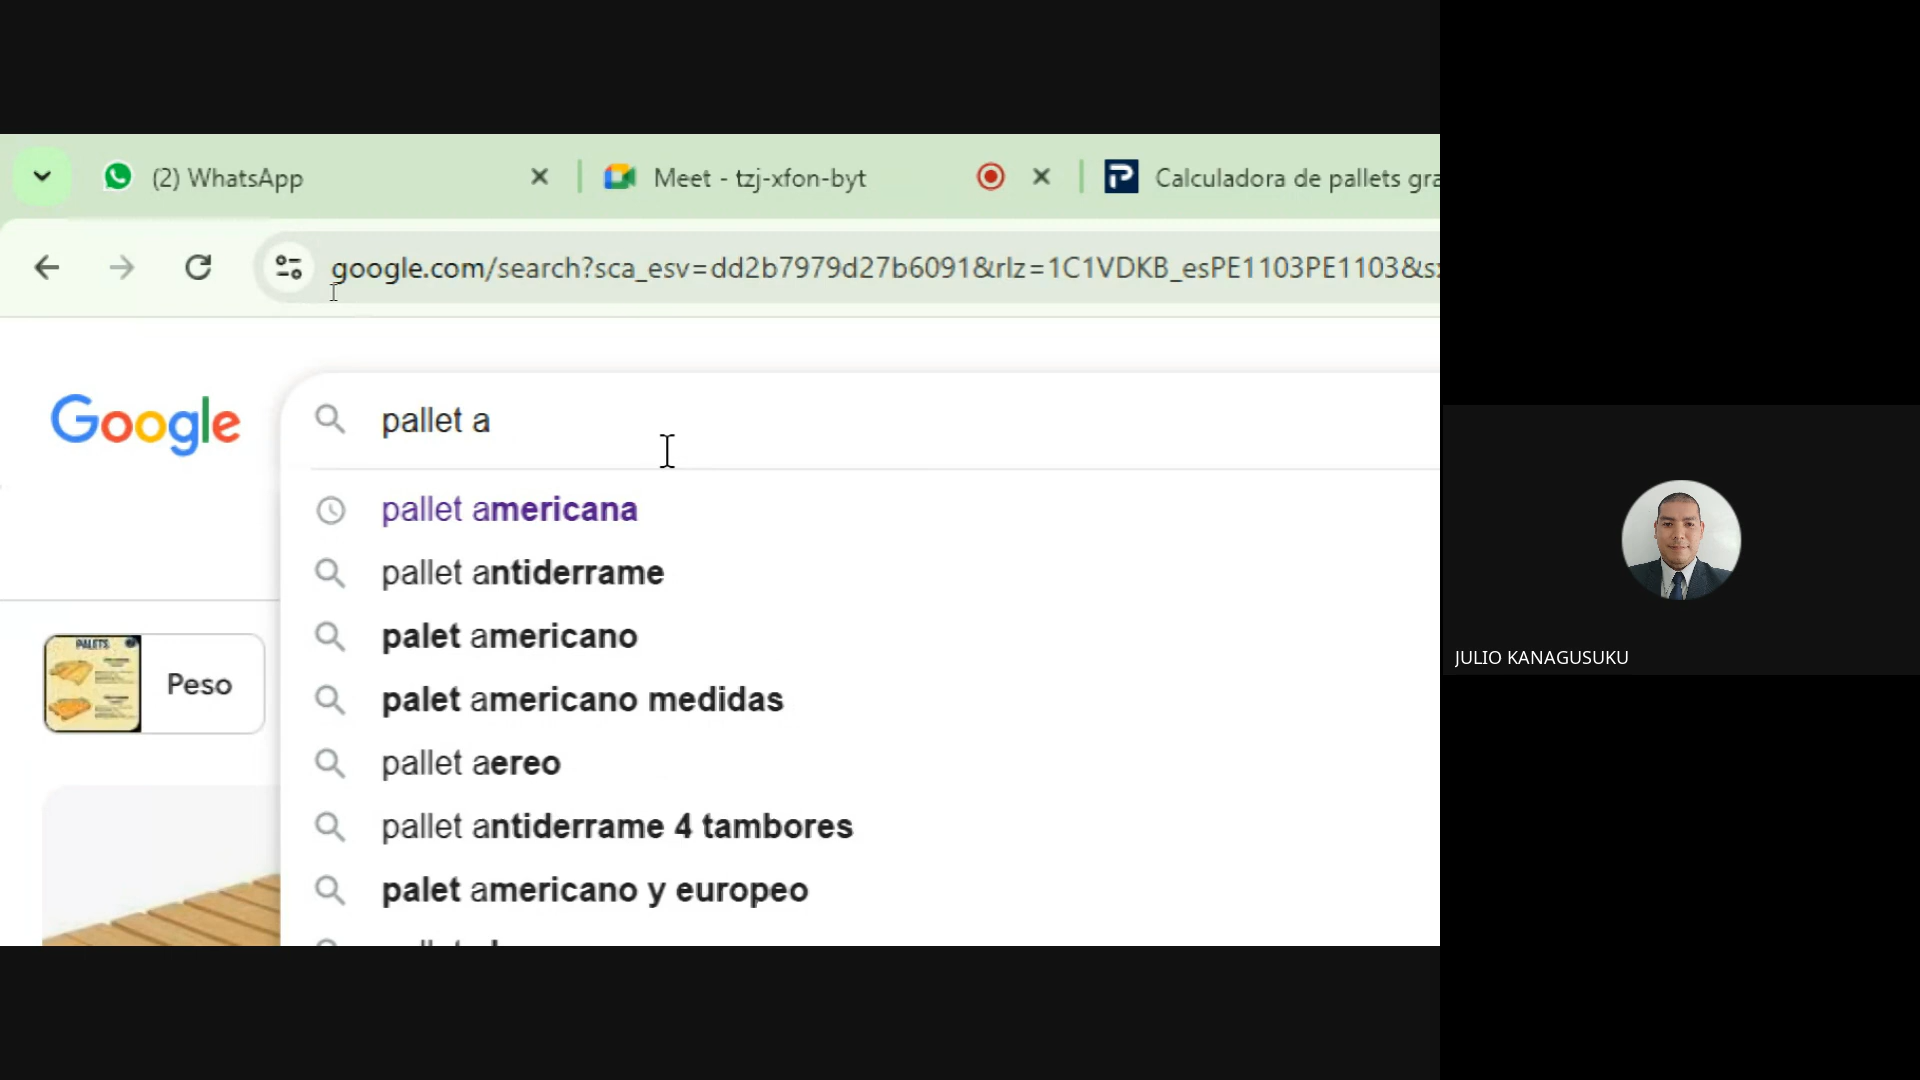 (2) WhatsApp
Meet - tzj-xfon-byt
Calculadora de pallets gra
google.com/search?sca_esv=dd2b7979d27b6091&rlz=1C1VDKB_esPE1103PE1103&s
Google
pallet a
pallet americana
pallet antiderrame
palet americano
palet americano medidas
PALETS
Peso
pallet aereo
pallet antiderrame 4 tambores
palet americano y europeo
JULIO KANAGUSUKU